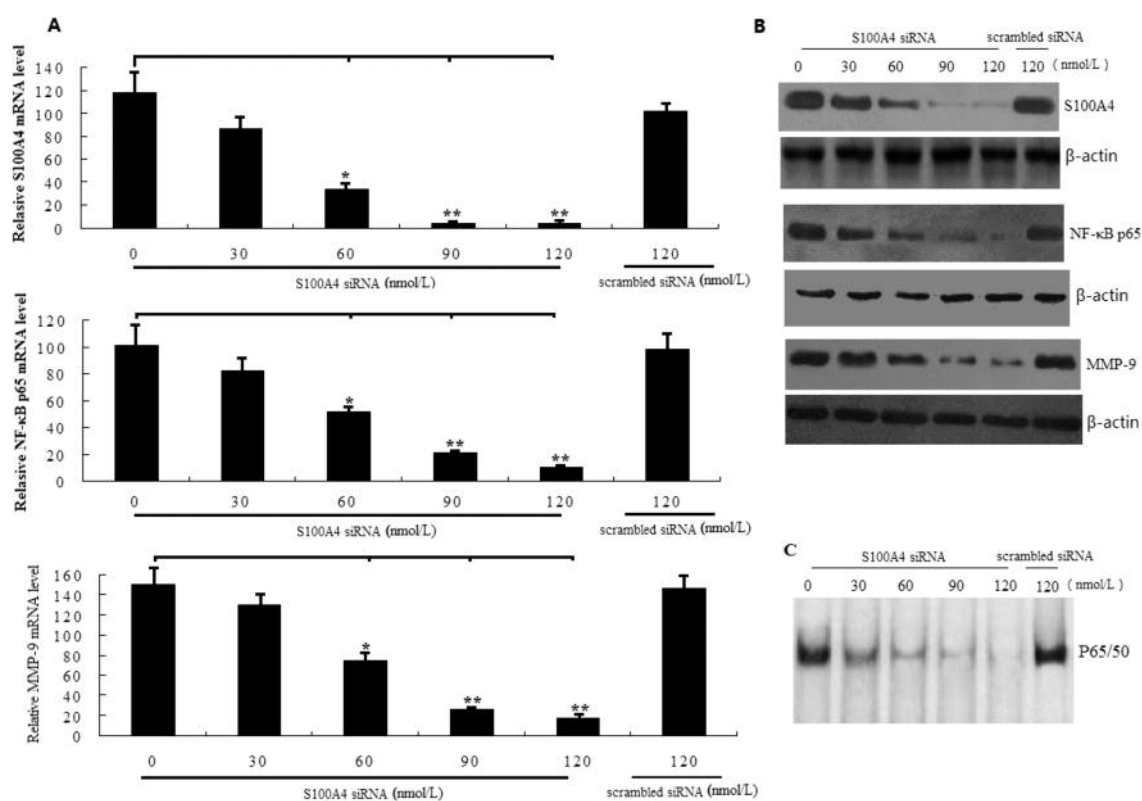 A
Relasive S100A4 mRNA level
140
120
100
80
60
40
20
0
*
**
**
0 30 60 90 120 120
S100A4 siRNA (nmol/L) scrambled siRNA (nmol/L)
Relasive NF-κB p65 mRNA level
120
100
80
60
40
20
0
*
**
**
0 30 60 90 120 120
S100A4 siRNA (nmol/L) scrambled siRNA (nmol/L)
Relative MMP-9 mRNA level
160
140
120
100
80
60
40
20
0
*
**
**
0 30 60 90 120 120
S100A4 siRNA (nmol/L) scrambled siRNA (nmol/L)
B
S100A4 siRNA scrambled siRNA
0 30 60 90 120 120 (nmol/L)
S100A4
β-actin
NF-κB p65
β-actin
MMP-9
β-actin
C
S100A4 siRNA scrambled siRNA
0 30 60 90 120 120 (nmol/L)
P65/50